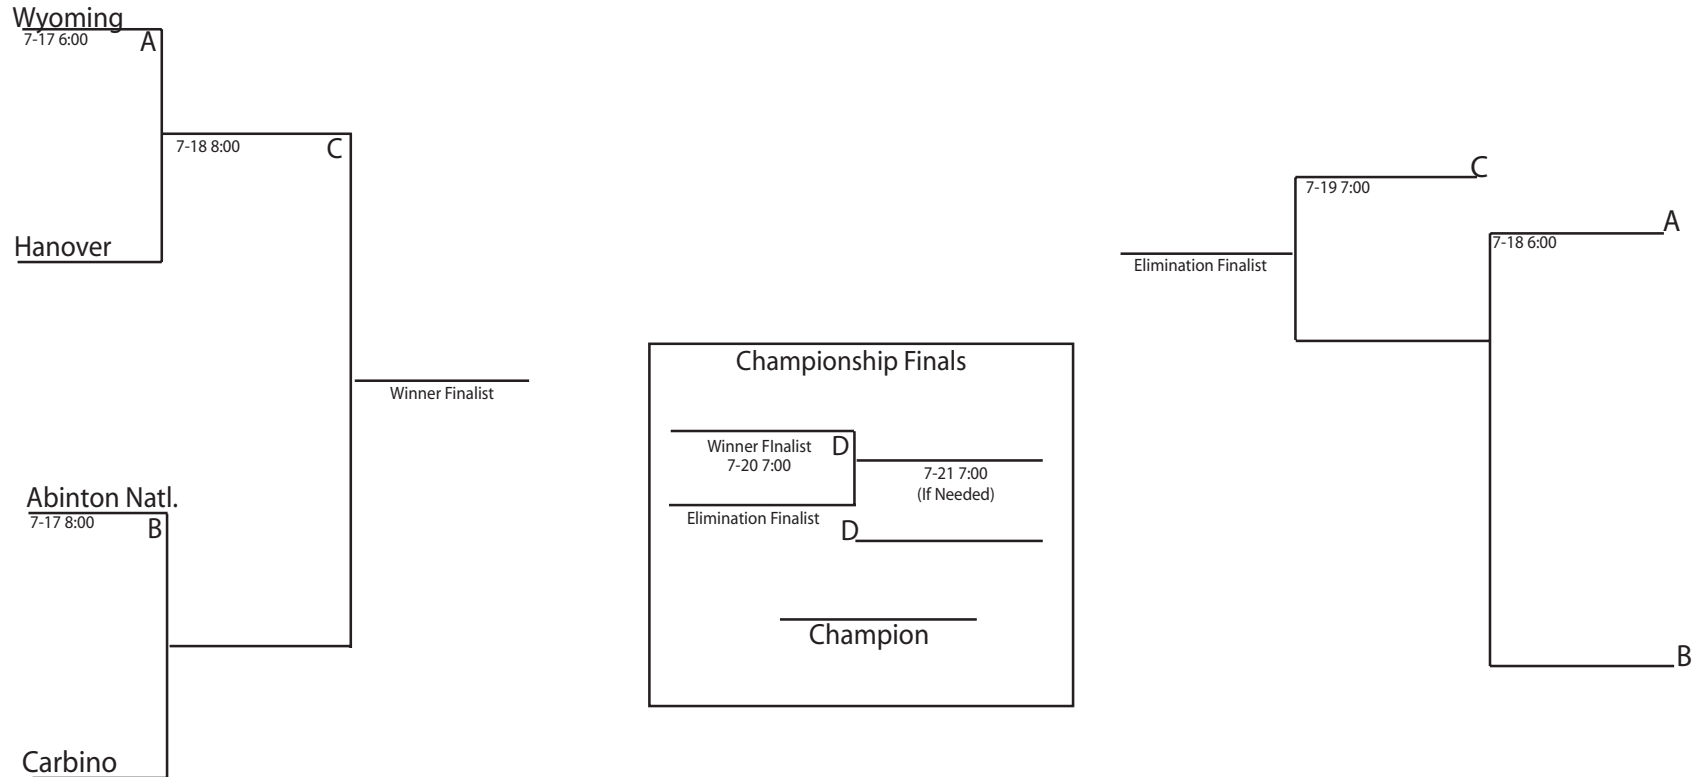 Wyoming
7-17 6:00
A
7-18 8:00
C
Hanover
Winner Finalist
Abinton Natl.
7-17 8:00
B
Carbino
Championship Finals
Winner FInalist
7-20 7:00
D
7-21 7:00
(If Needed)
Elimination Finalist
D
Champion
C
7-19 7:00
A
7-18 6:00
Elimination Finalist
B